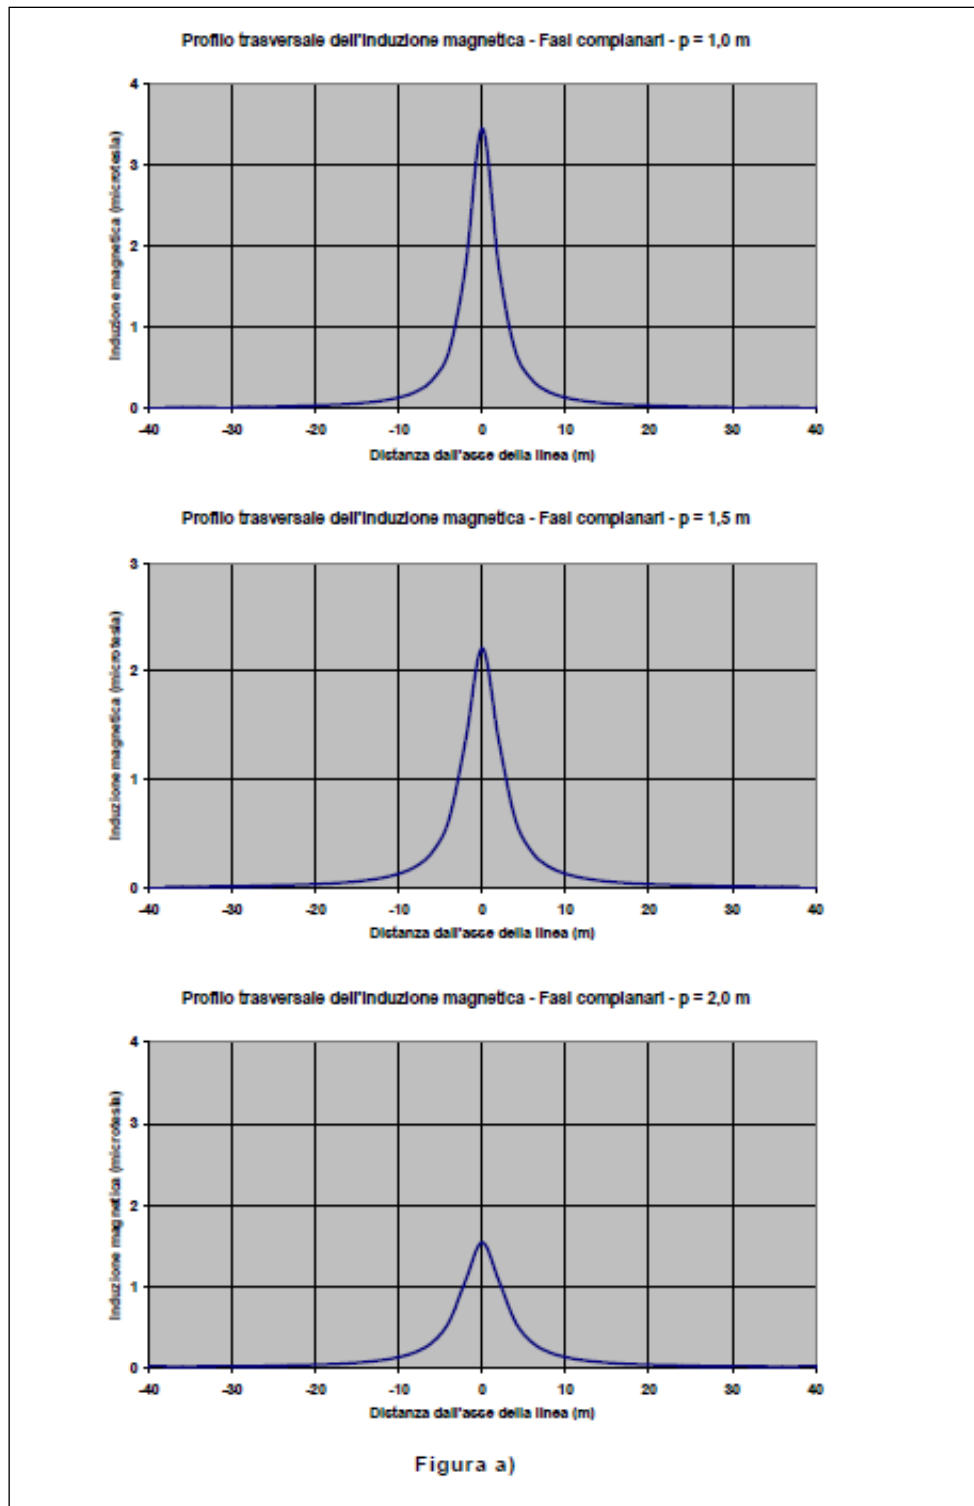 Profilo trasversale dell'induzione magnetica - Fasi complanari - p = 1,0 m
4
3
2
1
0
Induzione magnetica (microtesla)
-40 -30 -20 -10 0 10 20 30 40
Distanza dall'asse della linea (m)
Profilo trasversale dell'induzione magnetica - Fasi complanari - p = 1,5 m
3
2
1
0
Induzione magnetica (microtesla)
-40 -30 -20 -10 0 10 20 30 40
Distanza dall'asse della linea (m)
Profilo trasversale dell'induzione magnetica - Fasi complanari - p = 2,0 m
4
3
2
1
0
Induzione magnetica (microtesla)
-40 -30 -20 -10 0 10 20 30 40
Distanza dall'asse della linea (m)
Figura a)